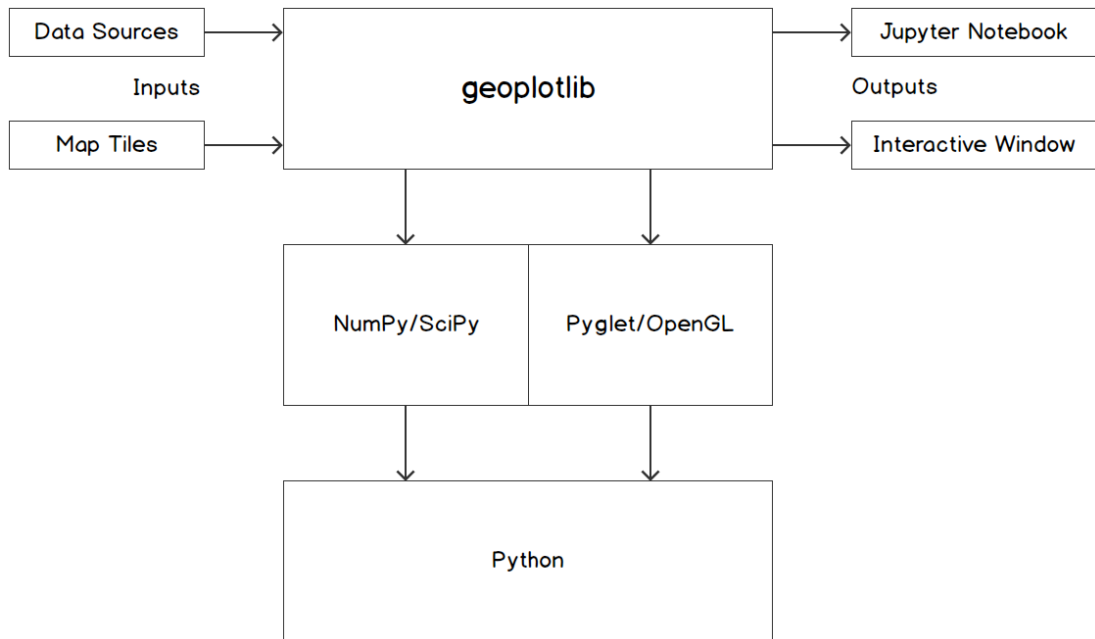 Data Sources
Jupyter Notebook
Inputs
geoplotlib
Outputs
Map Tiles
Interactive Window
NumPy/SciPy
Pyglet/OpenGL
Python